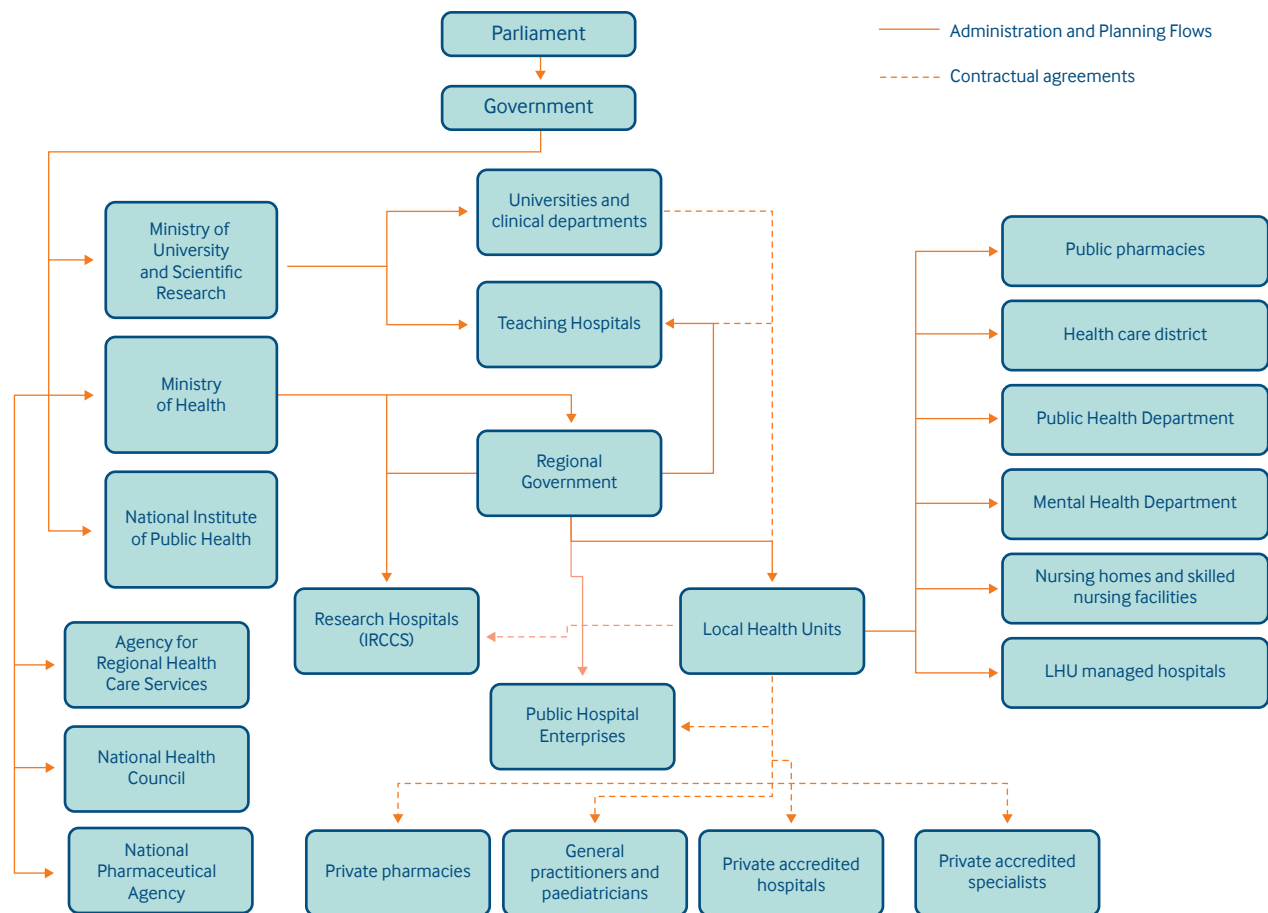 Parliament
Administration and Planning Flows
Contractual agreements
Government
Universities and
clinical departments
Ministry of
University
and Scientific
Research
Public pharmacies
Teaching Hospitals
Health care district
Ministry
of Health
Public Health Department
Regional
Government
Mental Health Department
National Institute
of Public Health
Nursing homes and skilled
nursing facilities
Research Hospitals
(IRCCS)
Local Health Units
Agency for
Regional Health
Care Services
LHU managed hospitals
Public Hospital
Enterprises
National Health
Council
National
Pharmaceutical
Agency
Private pharmacies
General
practitioners and
paediatricians
Private accredited
hospitals
Private accredited
specialists